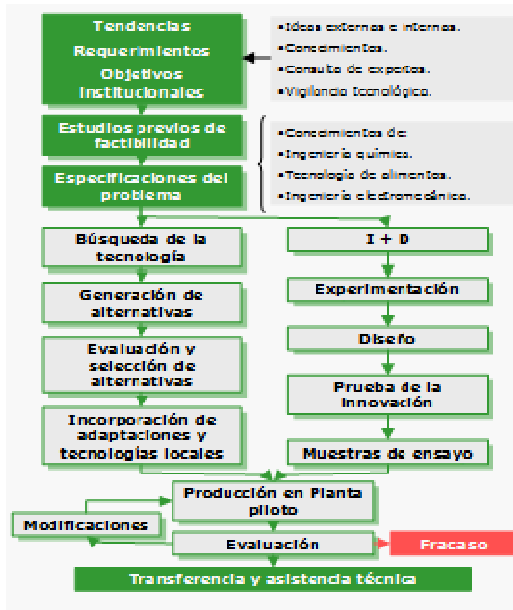 Tendencias
Requerimientos
Objetivos
institucionales
•Ideas externas e internas.
•Conocimientos.
•Consulta de expertos.
•Vigilancia tecnológica.
Estudios previos de
factibilidad
Especificaciones del
problema
•Conocimientos de:
•Ingeniería química.
•Tecnología de alimentos.
•Ingeniería electromecánica.
Búsqueda de la
tecnología
I + D
Generación de
alternativas
Experimentación
Diseño
Evaluación y
selección de
alternativas
Prueba de la
innovación
Incorporación de
adaptaciones y
tecnologías locales
Muestras de ensayo
Producción en Planta
piloto
Modificaciones
Evaluación
Fracaso
Transferencia y asistencia técnica